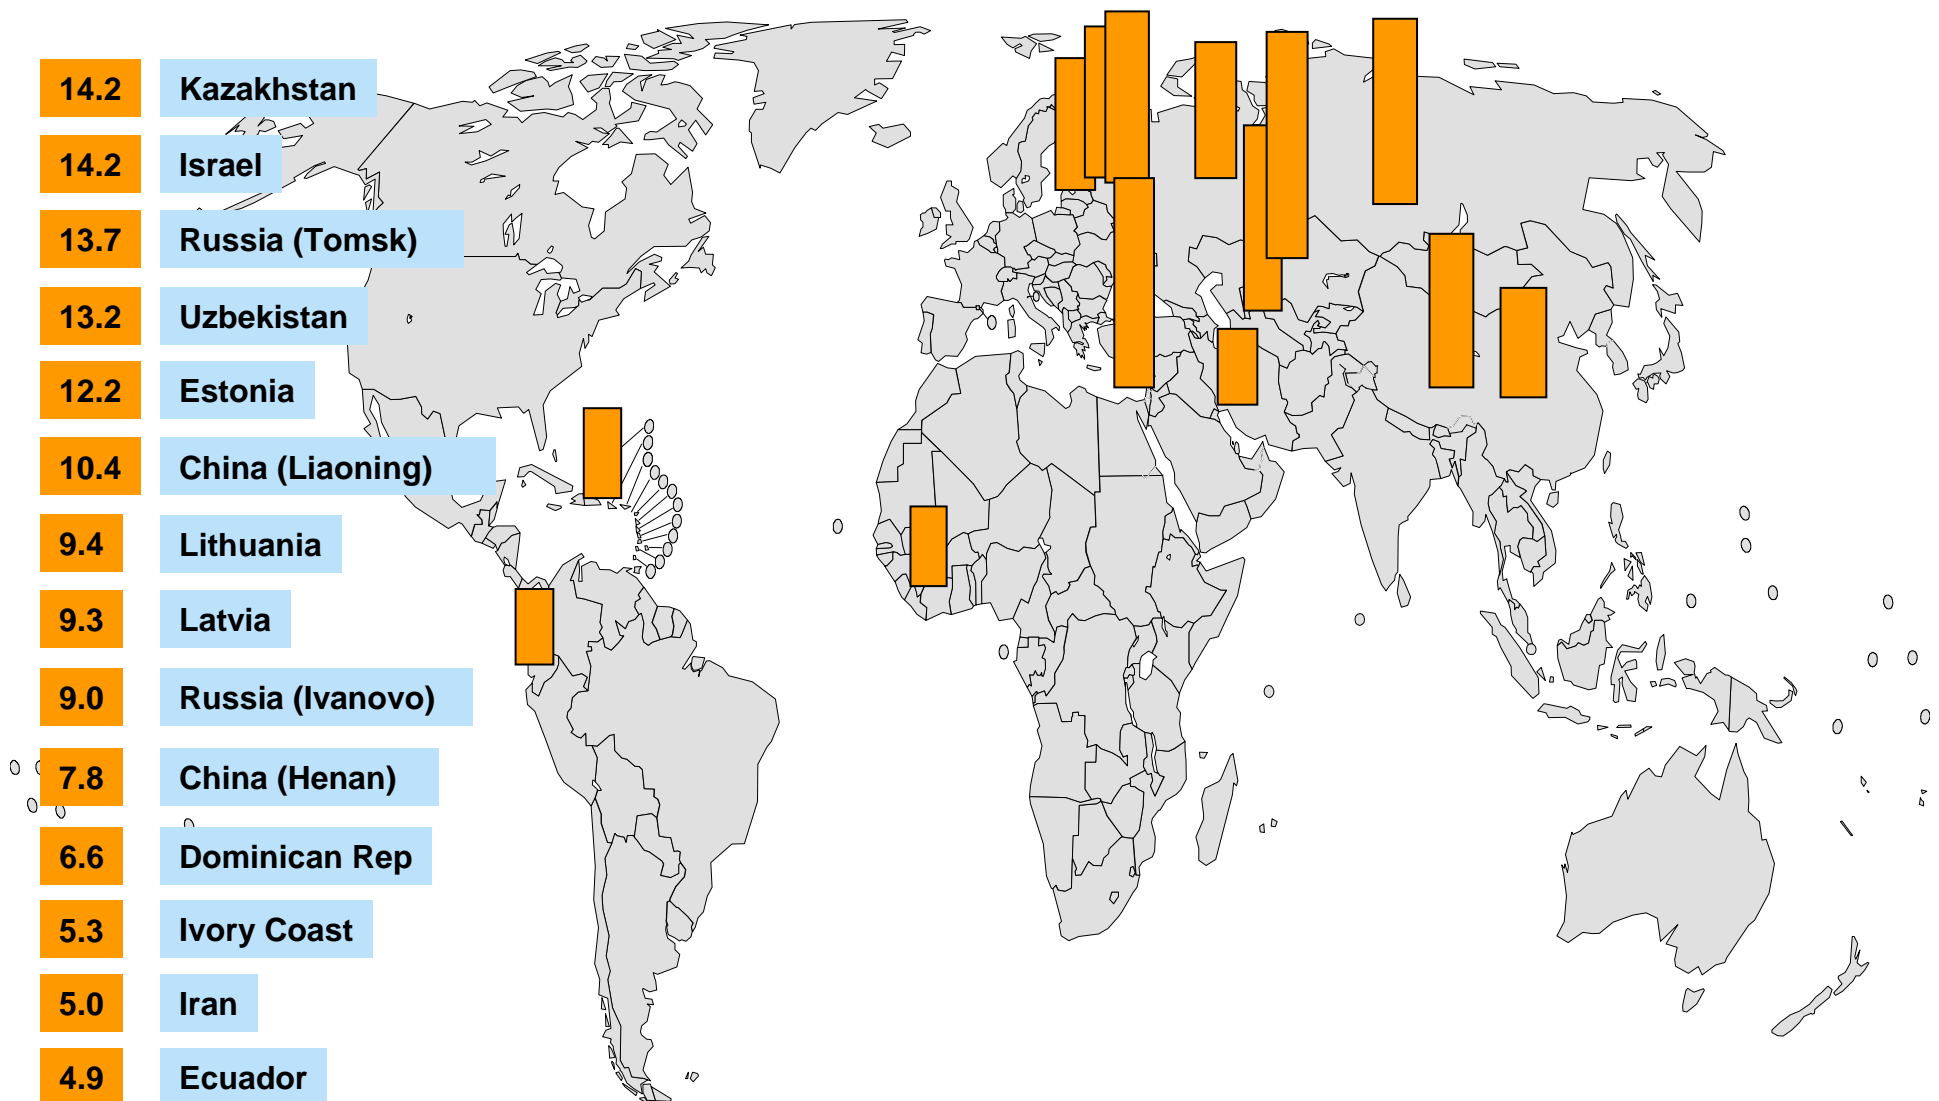 14.2 Kazakhstan
14.2 Israel
13.7 Russia (Tomsk)
13.2 Uzbekistan
12.2 Estonia
10.4 China (Liaoning)
9.4 Lithuania
9.3 Latvia
9.0 Russia (Ivanovo)
7.8 China (Henan)
6.6 Dominican Rep
5.3 Ivory Coast
5.0 Iran
4.9 Ecuador